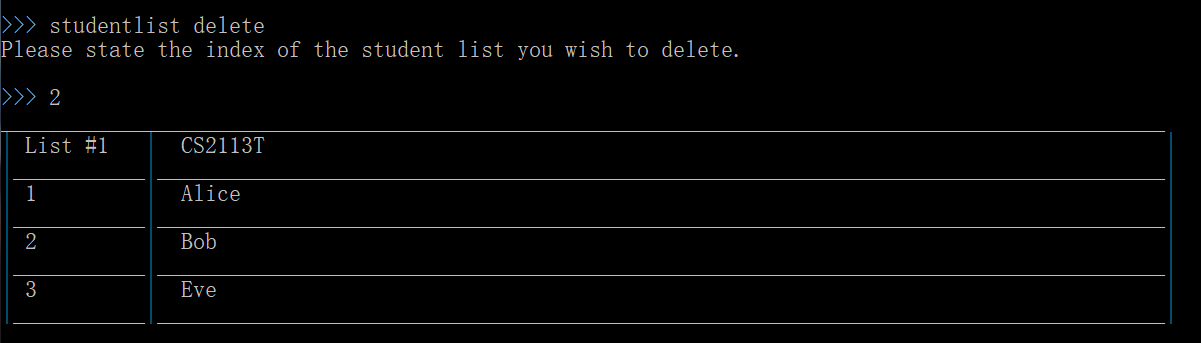 >>> studentlist delete
Please state the index of the student list you wish to delete.
>>> 2
List #1 CS2113T
1 Alice
2 Bob
3 Eve